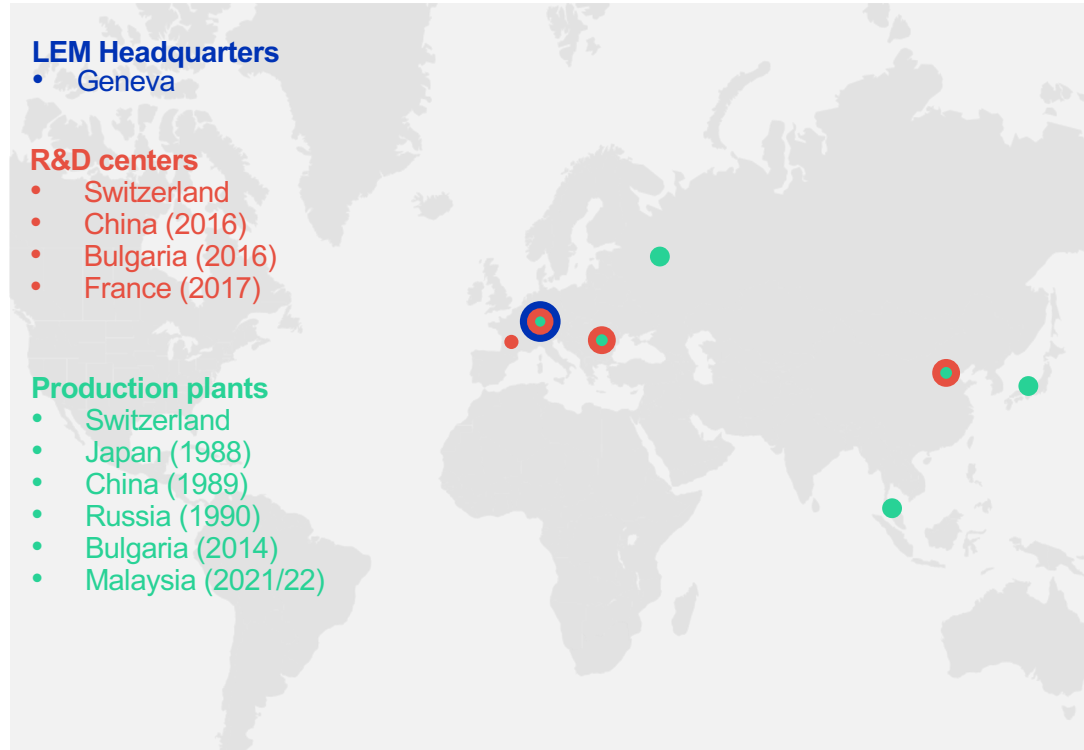 LEM Headquarters
• Geneva
R&D centers
• Switzerland
• China (2016)
• Bulgaria (2016)
• France (2017)
Production plants
• Switzerland
• Japan (1988)
• China (1989)
• Russia (1990)
• Bulgaria (2014)
• Malaysia (2021/22)